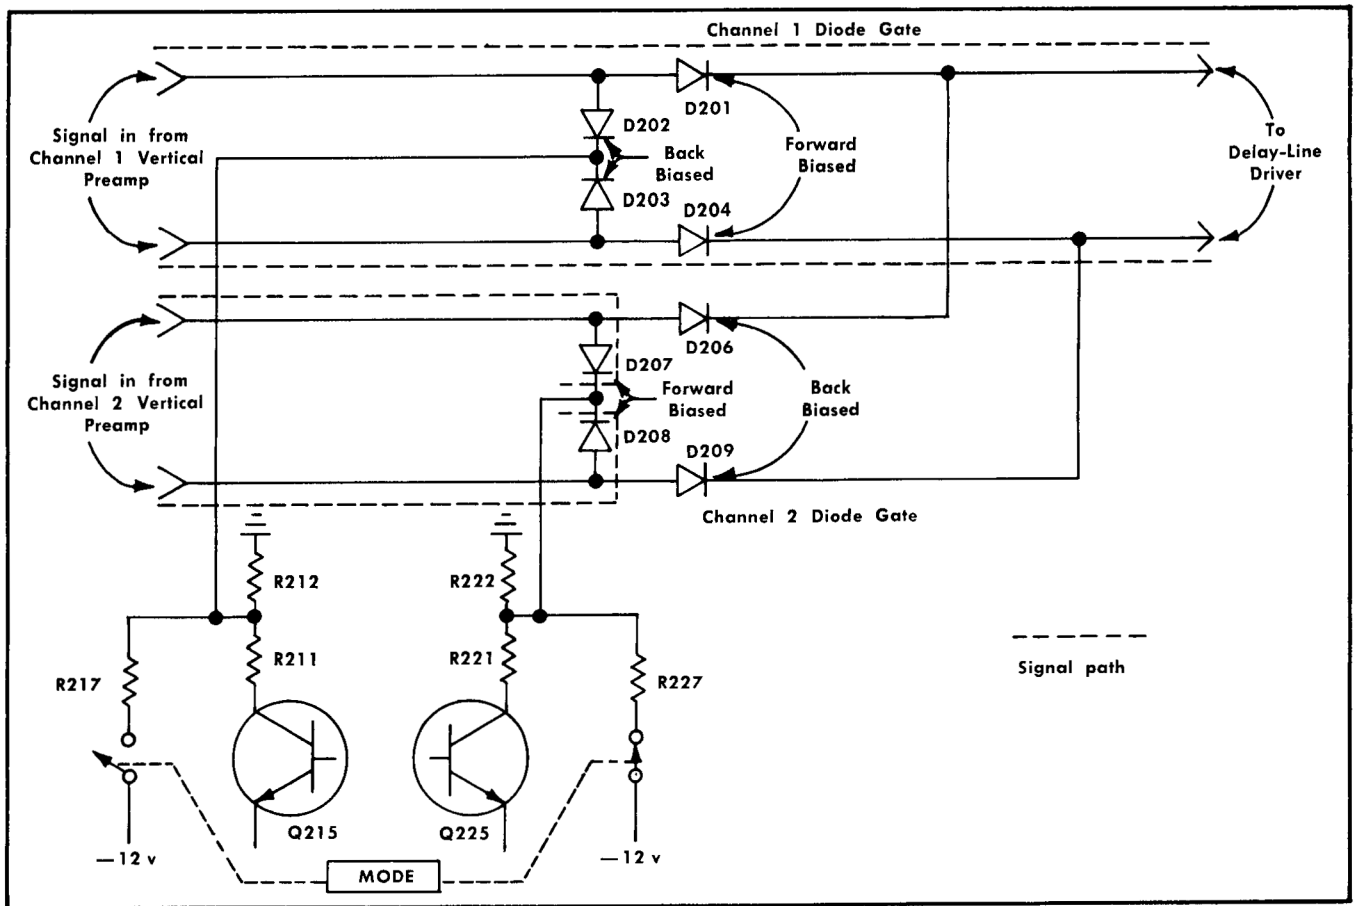 Channel 1 Diode Gate
D201
Signal in from
Channel 1 Vertical
Preamp
D202
Back
Biased
Forward
Biased
To
Delay-Line
Driver
D203
D204
D206
D207
Signal in from
Channel 2 Vertical
Preamp
Forward
Biased
Back
Biased
D208
D209
Channel 2 Diode Gate
R212
R222
R211
R221
R217
R227
Signal path
Q215
Q225
—12 v
—12 v
MODE